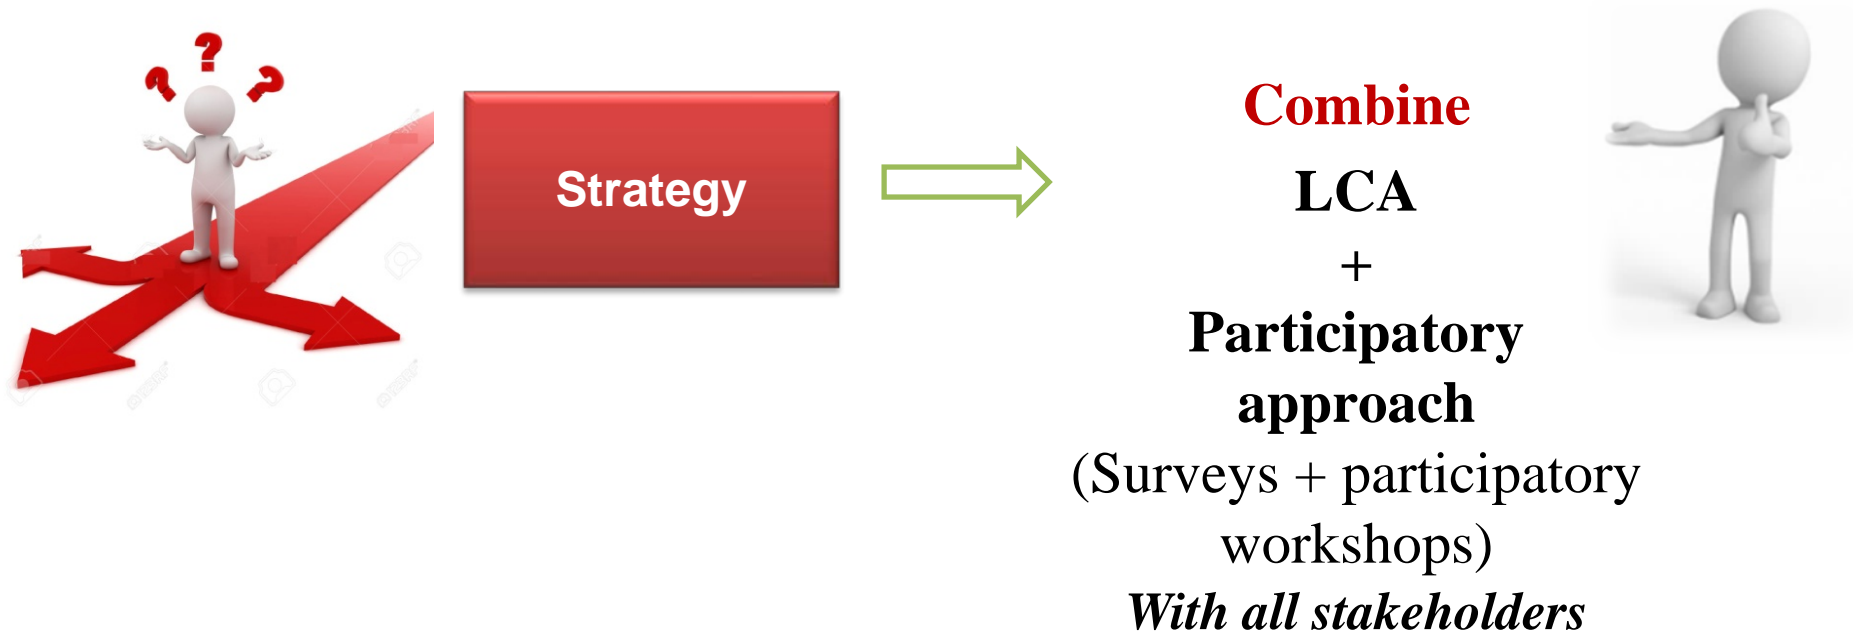 ? ? ?
Strategy
Combine
LCA
+
Participatory
approach
(Surveys + participatory
workshops)
With all stakeholders